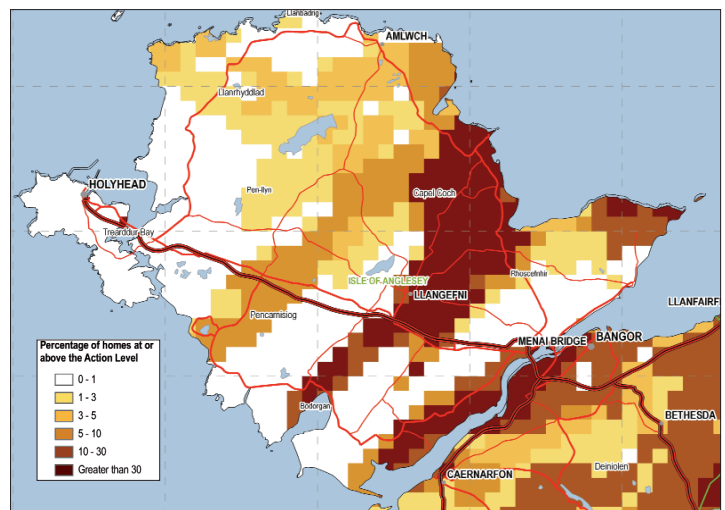 Llanbadrig
AMLWCH
Llanrhyddlad
HOLYHEAD
Pen-llyn
Capel Coch
Trearddur Bay
Rhoscefnhir
ISLE OF ANGLESEY
LLANGEFNI
LLANFAIRF
Pencarnisiog
MENAI BRIDGE
BANGOR
Percentage of homes at or
above the Action Level
0 - 1
1 - 3
3 - 5
5 - 10
10 - 30
Greater than 30
Bodorgan
BETHESDA
Deiniolen
CAERNARFON